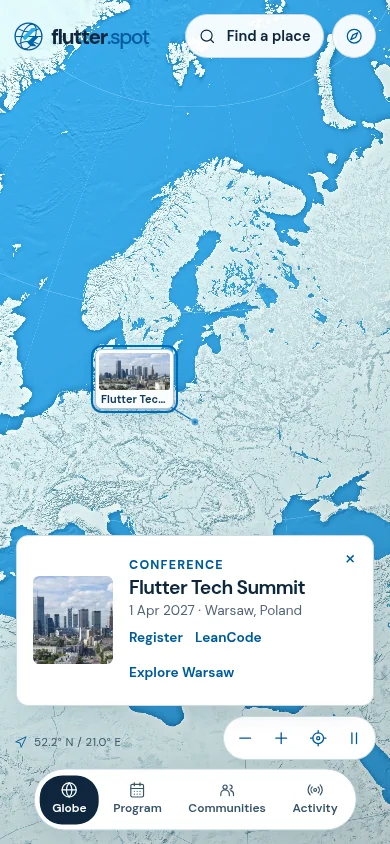 flutter.spot
Find a place
Flutter Tec...
CONFERENCE
Flutter Tech Summit
1 Apr 2027 · Warsaw, Poland
Register LeanCode
Explore Warsaw
52.2° N / 21.0° E
Globe Program Communities Activity